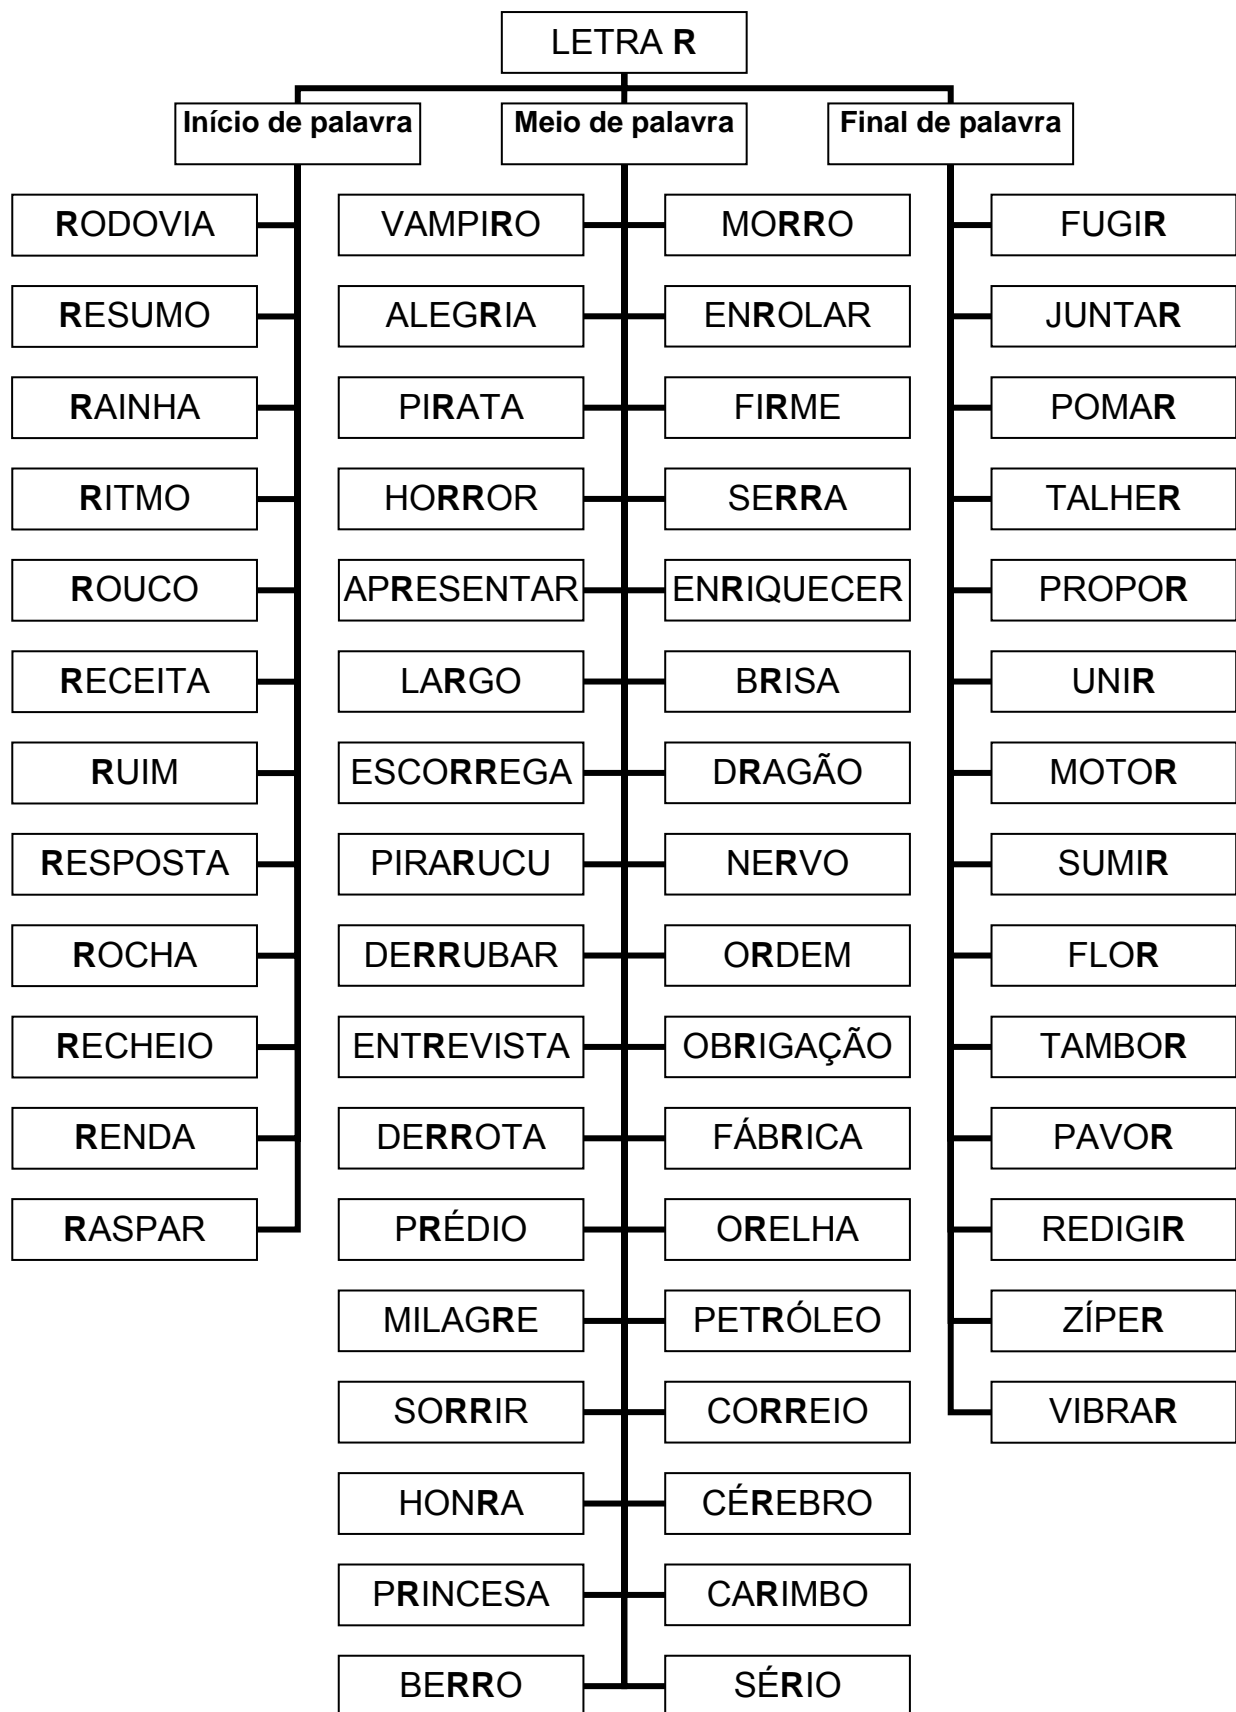 LETRA R
Início de palavra
Meio de palavra
Final de palavra
RODOVIA
RESUMO
RAINHA
RITMO
ROUCO
RECEITA
RUIM
RESPOSTA
ROCHA
RECHEIO
RENDA
RASPAR
VAMPIRO
MORRO
ALEGRIA
ENROLAR
PIRATA
FIRME
HORROR
SERRA
APRESENTAR
ENRIQUECER
LARGO
BRISA
ESCORREGA
DRAGÃO
PIRARUCU
NERVO
DERRUBAR
ORDEM
ENTREVISTA
OBRIGAÇÃO
DERROTA
FÁBRICA
PRÉDIO
ORELHA
MILAGRE
PETRÓLEO
SORRIR
CORREIO
HONRA
CÉREBRO
PRINCESA
CARIMBO
BERRO
SÉRIO
FUGIR
JUNTAR
POMAR
TALHER
PROPOR
UNIR
MOTOR
SUMIR
FLOR
TAMBOR
PAVOR
REDIGIR
ZÍPER
VIBRAR